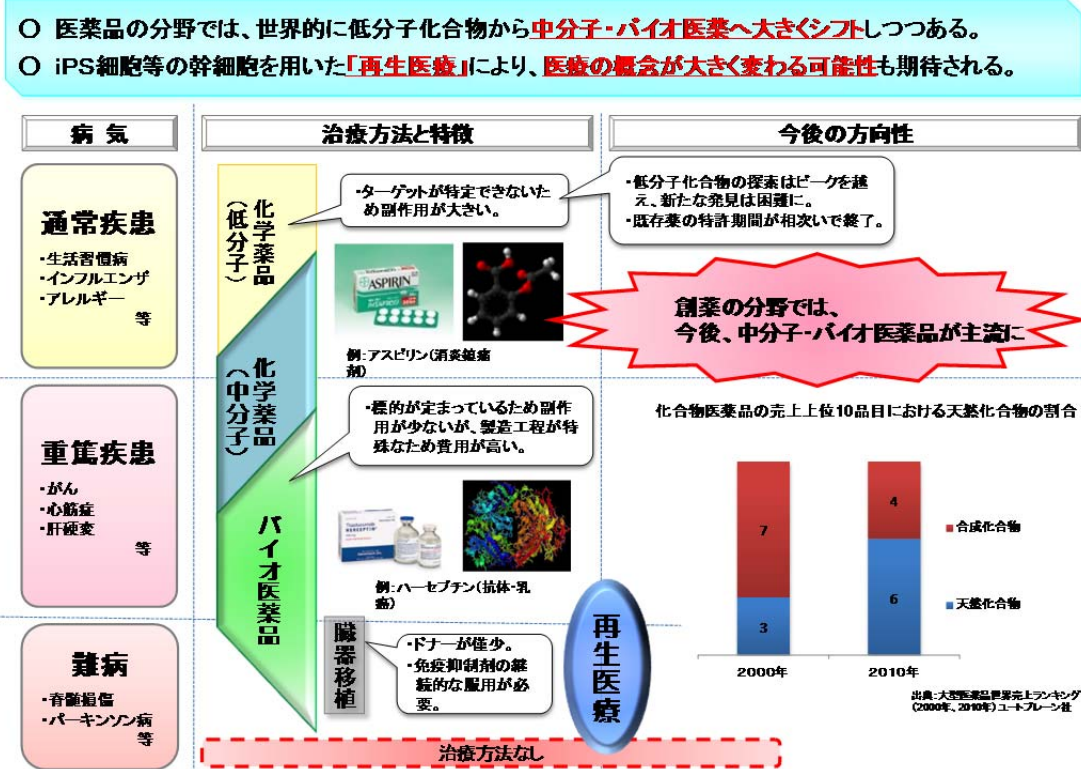 ○ 医薬品の分野では、世界的に低分子化合物から中分子・バイオ医薬へ大きくシフトしつつある。
○ iPS細胞等の幹細胞を用いた「再生医療」により、医療の概念が大きく変わる可能性も期待される。
病 気
治療方法と特徴
今後の方向性
通常疾患
・生活習慣病
・インフルエンザ
・アレルギー
等
化学薬品
(低分子)
・ターゲットが特定できないた
め副作用が大きい。
・低分子化合物の探索はピークを越
え、新たな発見は困難に。
・既存薬の特許期間が相次いで終了。
ASPIRIN
例:アスピリン(消炎鎮痛
剤)
創薬の分野では、
今後、中分子・バイオ医薬品が主流に
化学薬品
(中分子)
重篤疾患
・がん
・心筋症
・肝硬変
等
・標的が定まっているため副作
用が少ないが、製造工程が特
殊なため費用が高い。
バイオ医薬品
HERCEPTIN
例:ハーセプチン(抗体・乳
癌)
化合物医薬品の売上上位10品目における天然化合物の割合
7
3
4
6
合成化合物
天然化合物
2000年
2010年
出典:大型医薬品世界売上ランキング
(2000年、2010年)ユートブレーン社
難病
・脊髄損傷
・パーキンソン病
等
臓器移植
・ドナーが僅少。
・免疫抑制剤の継
続的な服用が必
要。
再生医療
治療方法なし